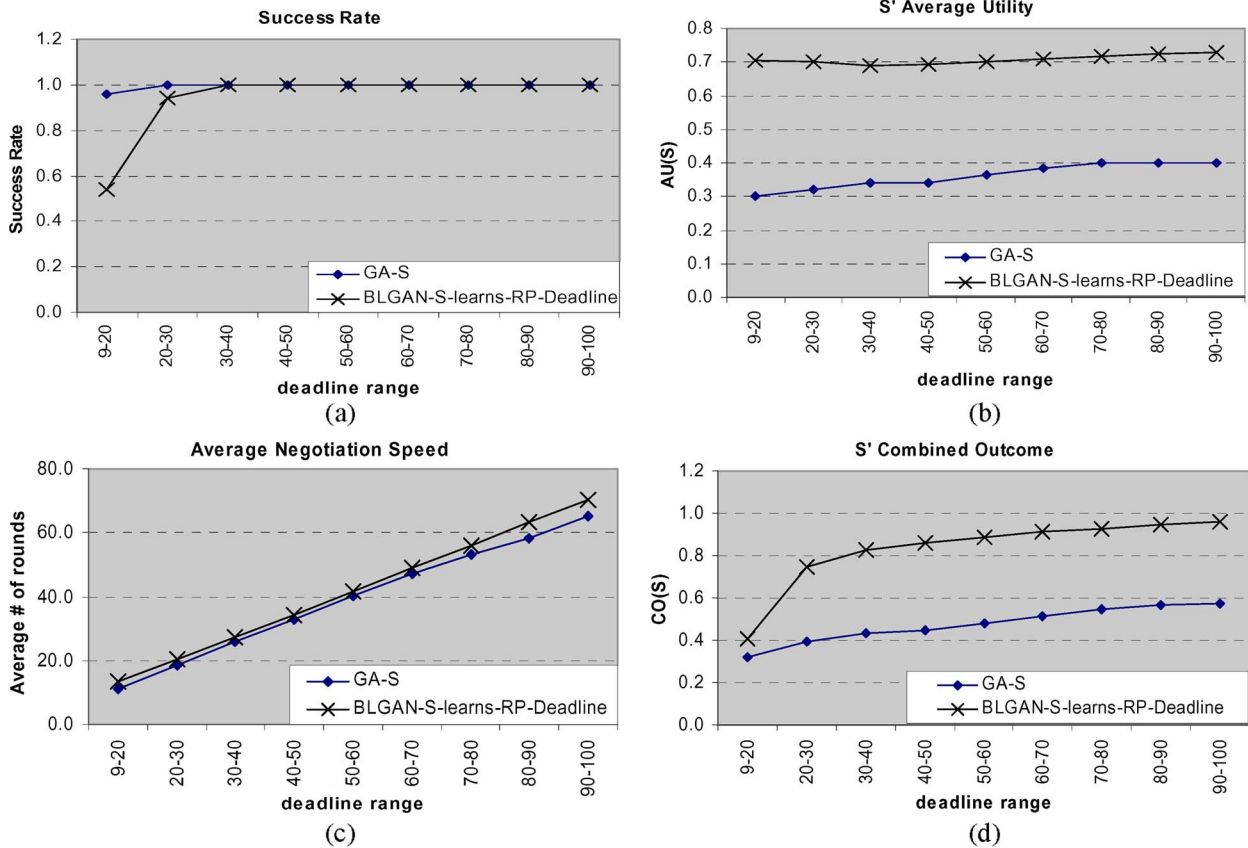 Success Rate
1.2
1.0
0.8
0.6
0.4
0.2
0.0
Success Rate
GA-S
BLGAN-S-learns-RP-Deadline
9-20
20-30
30-40
40-50
50-60
60-70
70-80
80-90
90-100
deadline range
(a)
S' Average Utility
0.8
0.7
0.6
0.5
0.4
0.3
0.2
0.1
0.0
AU(S)
GA-S
BLGAN-S-learns-RP-Deadline
9-20
20-30
30-40
40-50
50-60
60-70
70-80
80-90
90-100
deadline range
(b)
Average Negotiation Speed
80.0
60.0
40.0
20.0
0.0
Average # of rounds
GA-S
BLGAN-S-learns-RP-Deadline
9-20
20-30
30-40
40-50
50-60
60-70
70-80
80-90
90-100
deadline range
(c)
S' Combined Outcome
1.2
1.0
0.8
0.6
0.4
0.2
0.0
CO(S)
GA-S
BLGAN-S-learns-RP-Deadline
9-20
20-30
30-40
40-50
50-60
60-70
70-80
80-90
90-100
deadline range
(d)